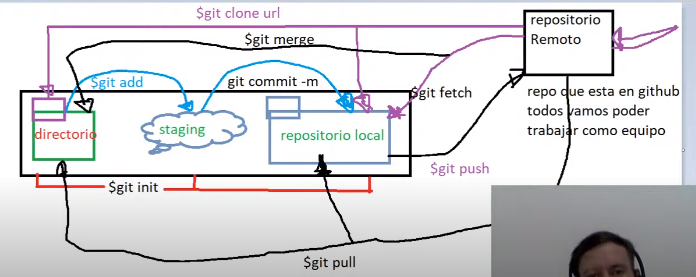 $git clone url
repositorio
Remoto
$git merge
$git add
git commit -m
$git fetch
repo que esta en github
todos vamos poder
trabajar como equipo
directorio
staging
repositorio local
$git push
$git init
$git pull